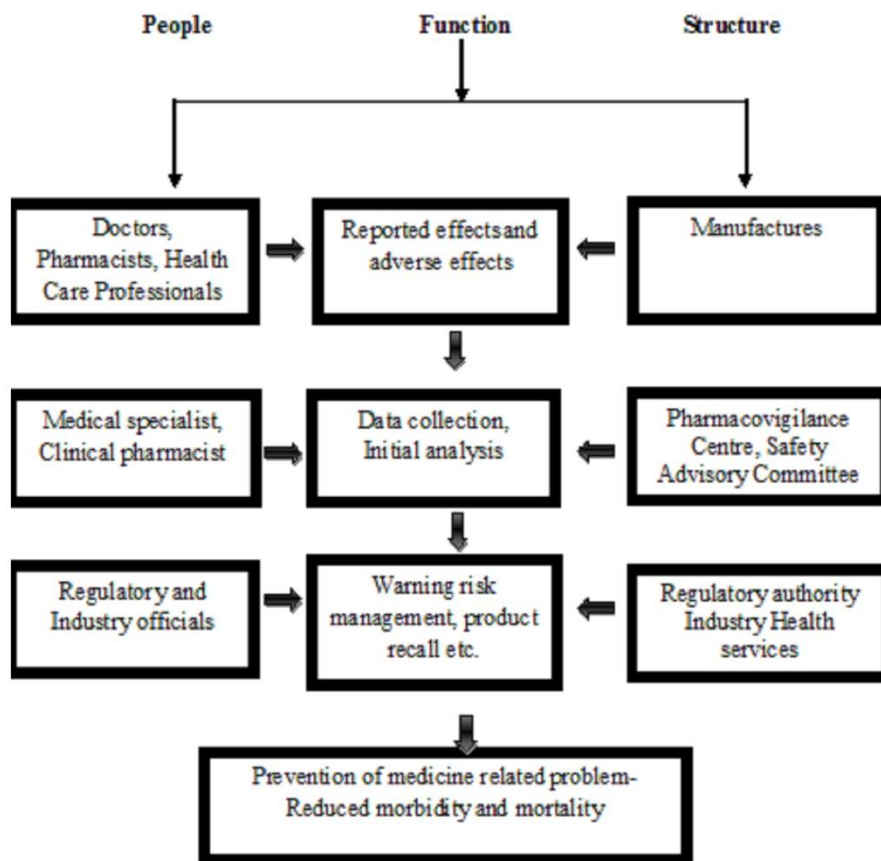 People
Function
Structure
Doctors,
Pharmacists, Health
Care Professionals
Reported effects and
adverse effects
Manufactures
Medical specialist,
Clinical pharmacist
Data collection,
Initial analysis
Pharmacovigilance
Centre, Safety
Advisory Committee
Regulatory and
Industry officials
Warning risk
management, product
recall etc.
Regulatory authority
Industry Health
services
Prevention of medicine related problem-
Reduced morbidity and mortality